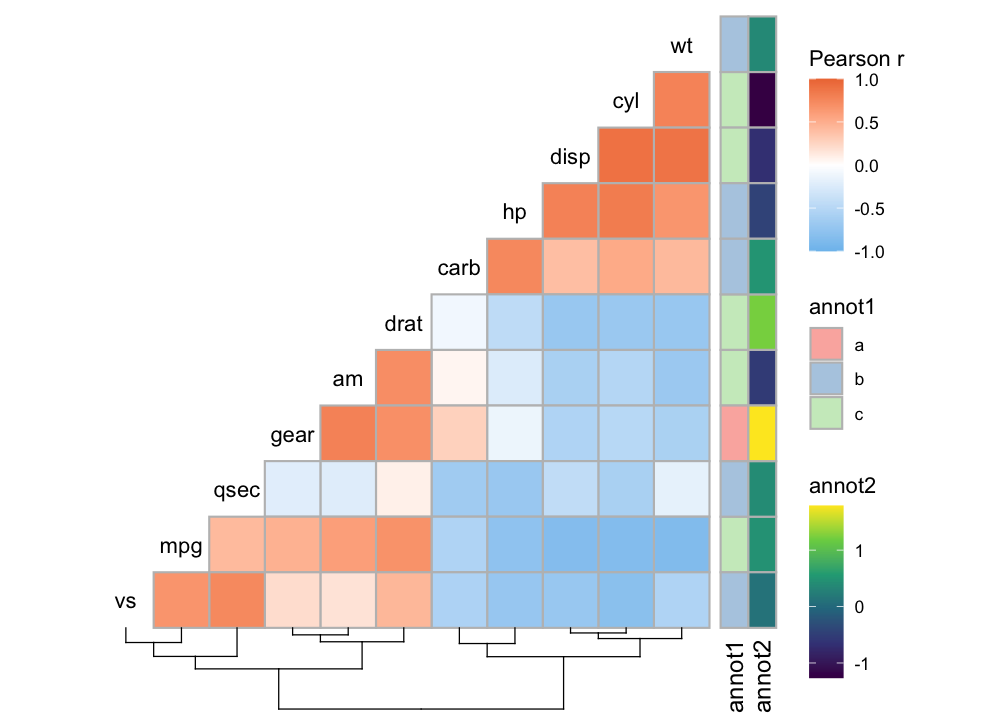 wt
cyl
disp
hp
carb
drat
am
gear
qsec
mpg
vs
annot1
annot2
Pearson r
1.0
0.5
0.0
-0.5
-1.0
annot1
a
b
c
annot2
1
0
-1